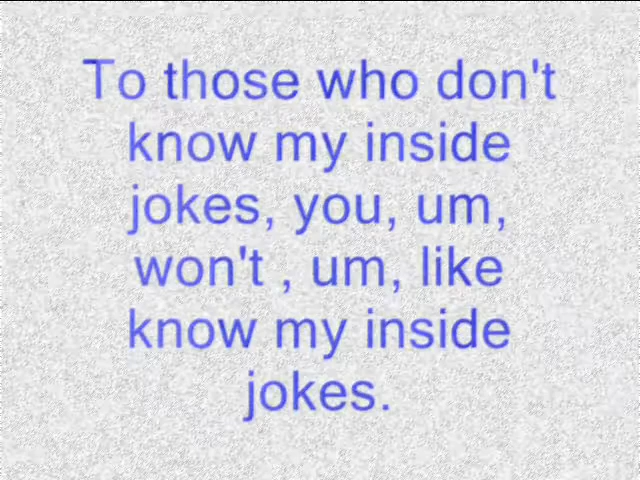 To those who don't
know my inside
jokes, you, um,
won't , um, like
know my inside
jokes.